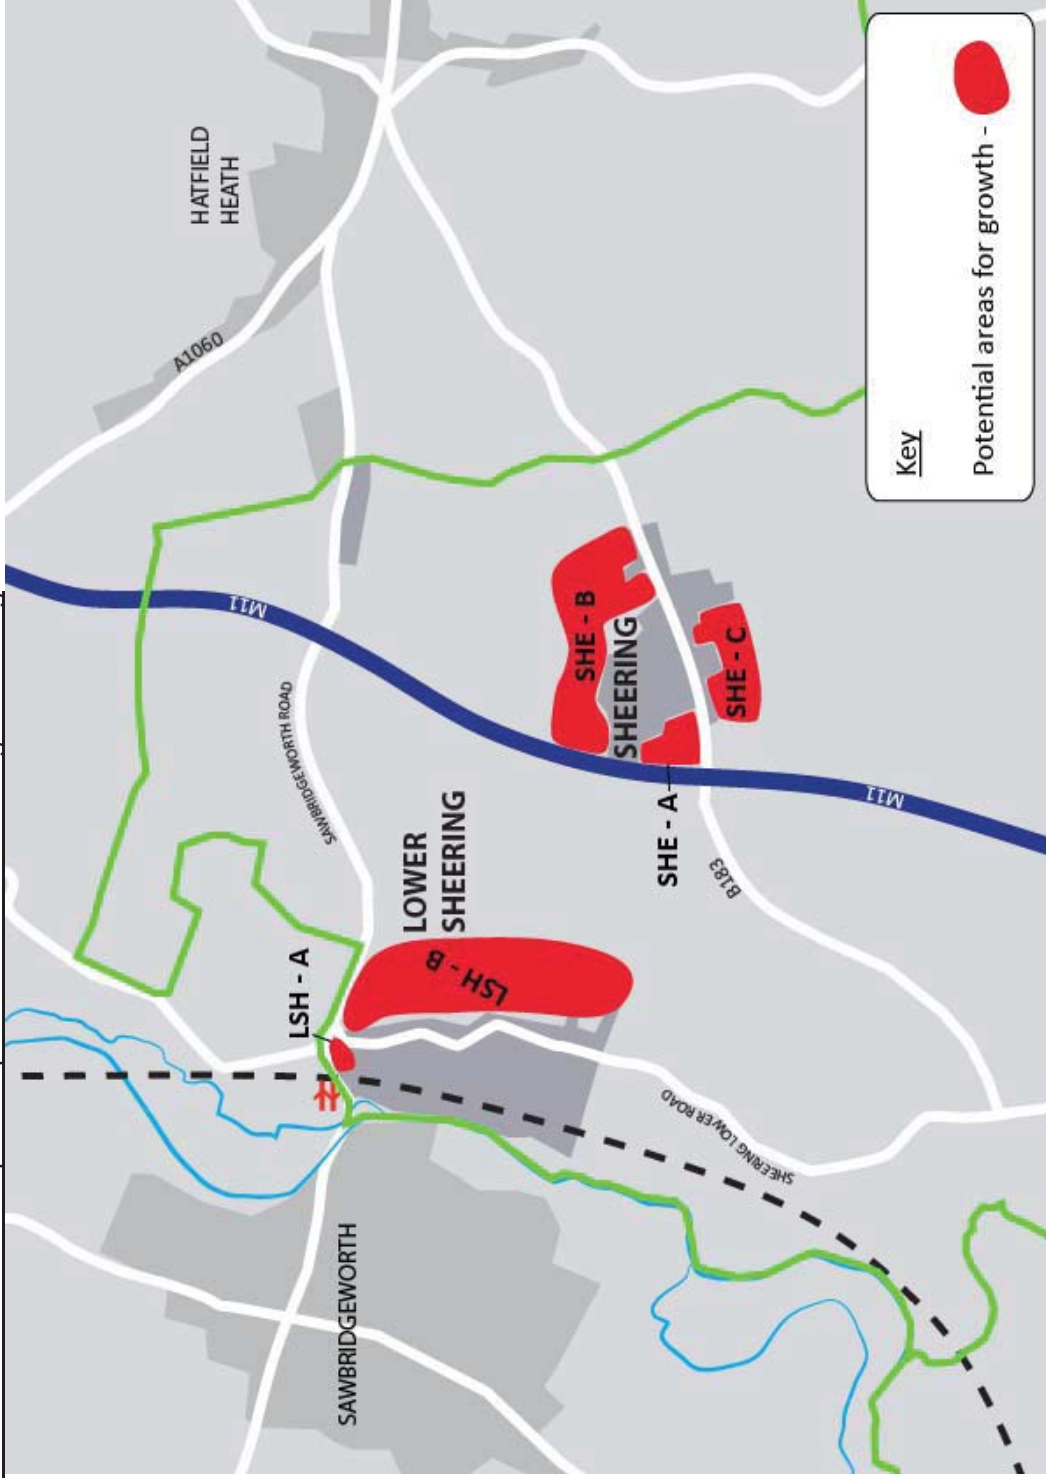 HATFIELD
HEATH
A1060
M11
SAWBRIDGEWORTH ROAD
LOWER
SHEERING
LSH - A
LSH - B
SHE - B
SHEERING
SHE - C
SHE - A
B183
M11
SHEERING LOWER ROAD
SAWBRIDGEWORTH
Key
Potential areas for growth -